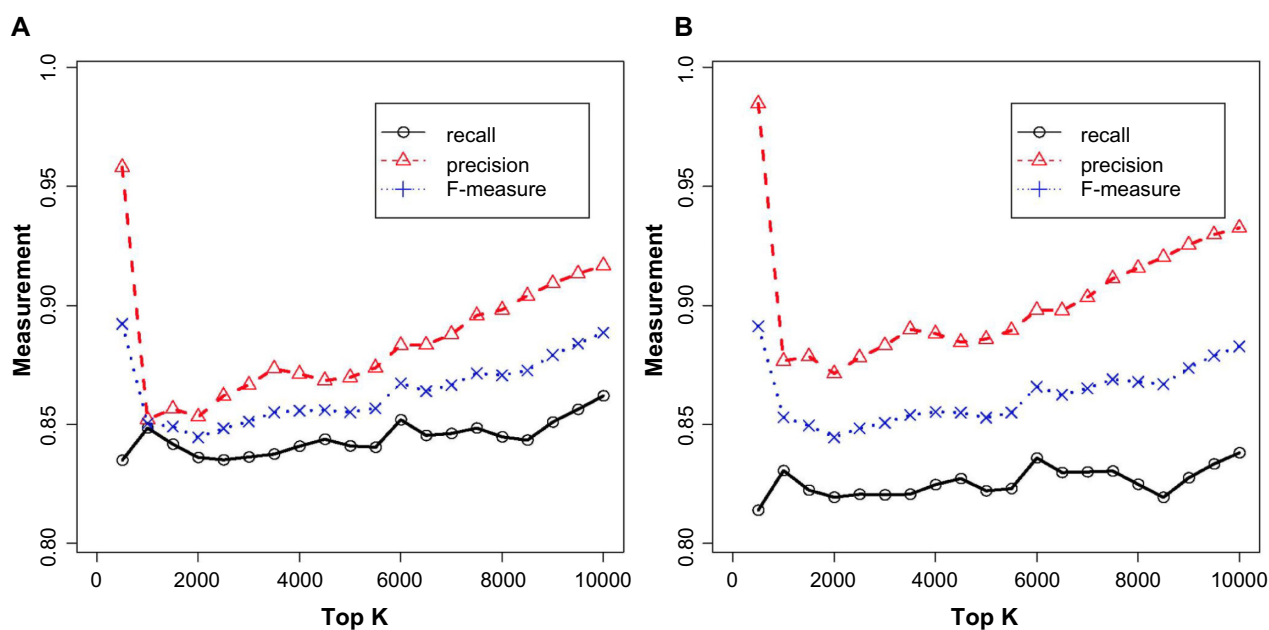 A
Measurement
1.0
0.95
0.90
0.85
0.80
recall
precision
F-measure
0 2000 4000 6000 8000 10000
Top K
B
Measurement
1.0
0.95
0.90
0.85
0.80
recall
precision
F-measure
0 2000 4000 6000 8000 10000
Top K